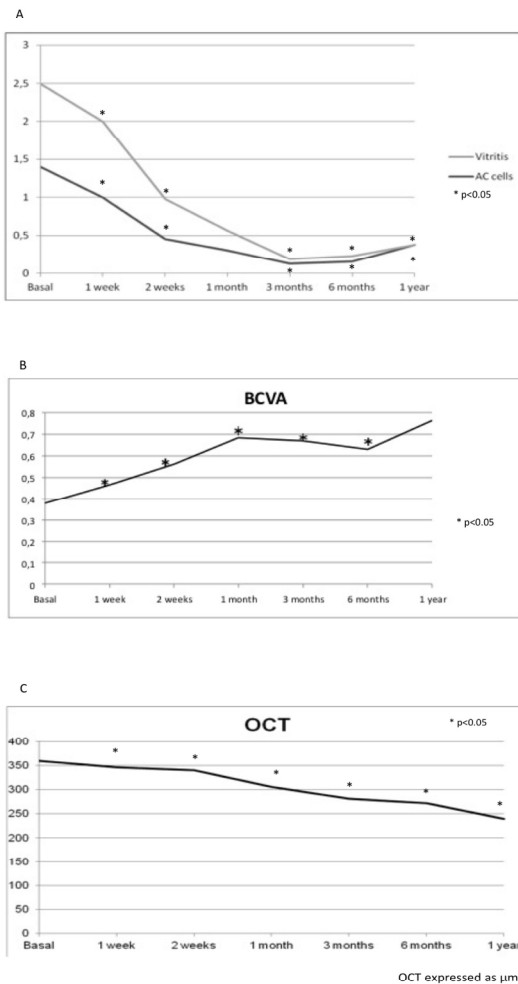 A
3
2,5
2
1,5
1
0,5
0
* * * * * *
* * * * *
Vitritis
AC cells
* p<0.05
Basal 1 week 2 weeks 1 month 3 months 6 months 1 year
B
BCVA
0,8
0,7
0,6
0,5
0,4
0,3
0,2
0,1
0
* * * * *
* p<0.05
Basal 1 week 2 weeks 1 month 3 months 6 months 1 year
C
OCT
* p<0.05
400
350
300
250
200
150
100
50
0
* * * * * *
Basal 1 week 2 weeks 1 month 3 months 6 months 1 year
OCT expressed as µm